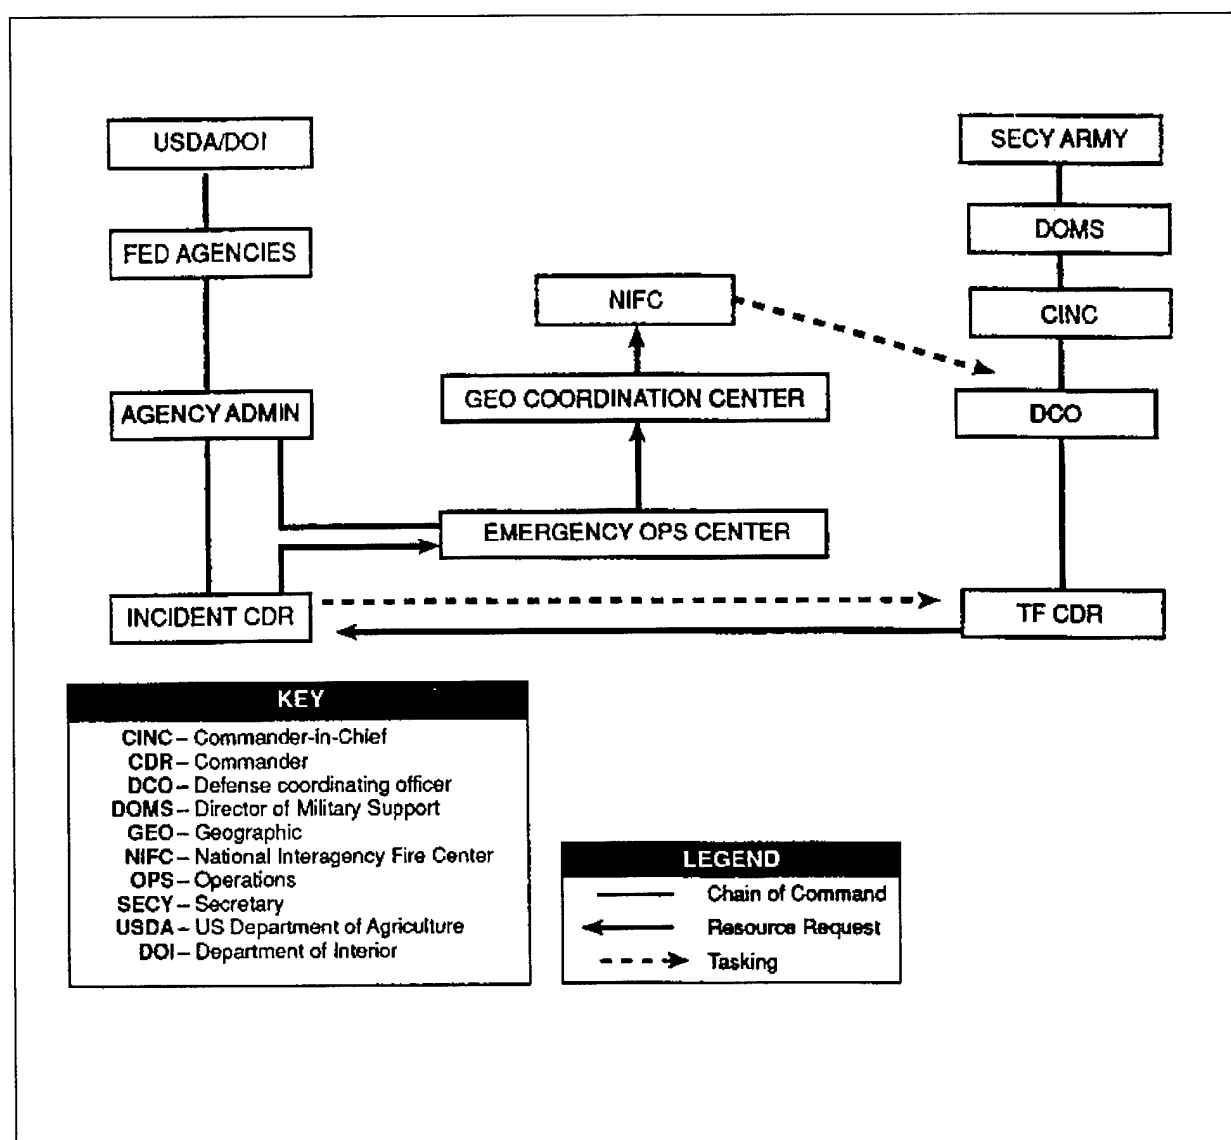 USDA/DOI
SECY ARMY
DOMS
FED AGENCIES
NIFC
CINC
GEO COORDINATION CENTER
AGENCY ADMIN
DCO
EMERGENCY OPS CENTER
INCIDENT CDR
TF CDR
KEY
CINC – Commander-in-Chief
CDR – Commander
DCO – Defense coordinating officer
DOMS – Director of Military Support
GEO – Geographic
NIFC – National Interagency Fire Center
OPS – Operations
SECY – Secretary
USDA – US Department of Agriculture
DOI – Department of Interior
LEGEND
Chain of Command
Resource Request
Tasking